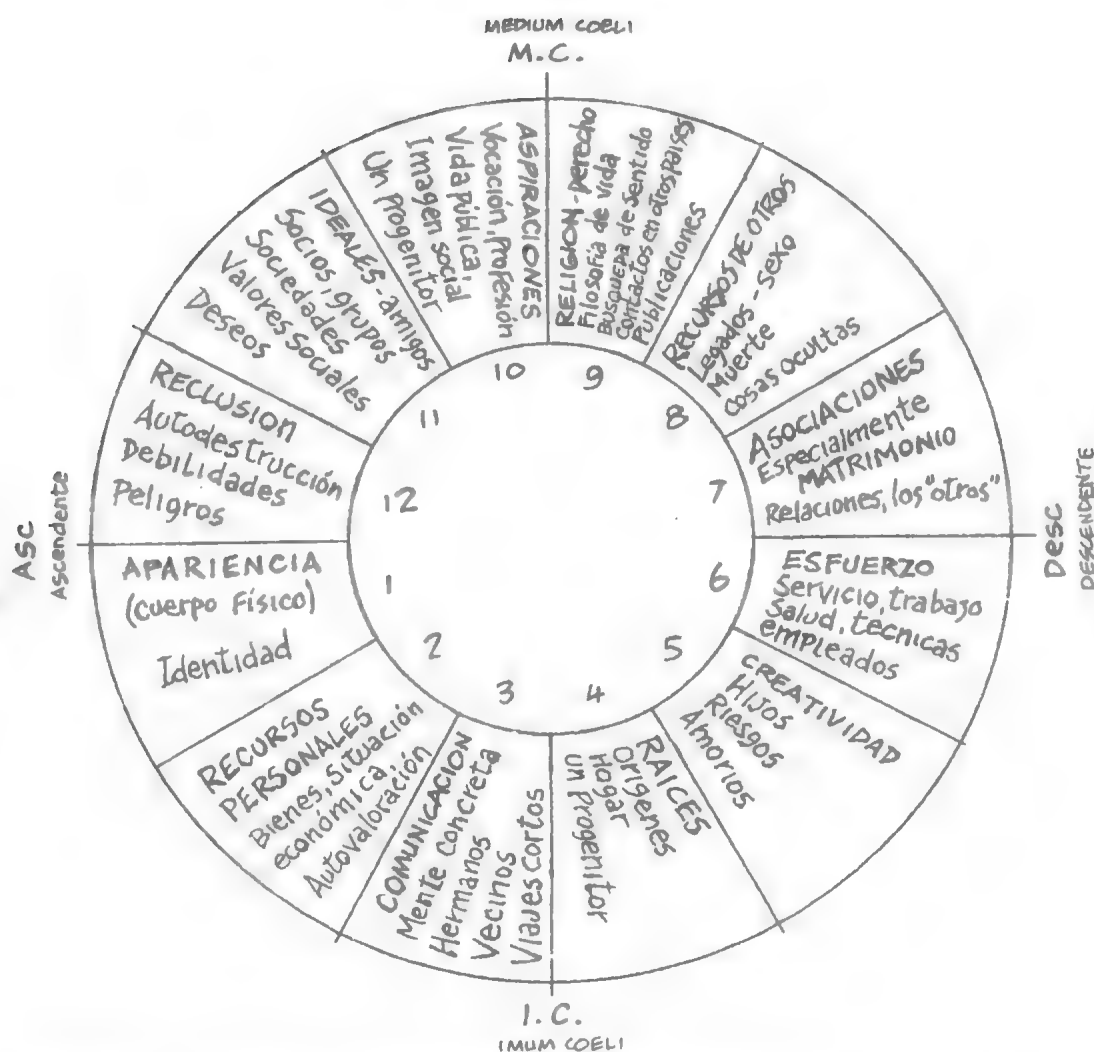 MEDIUM COELI
M.C.
ASPIRACIONES
Vocación, profesión
Vida pública,
Imagen social
Un progenitor
10
RELIGION - Derecho
Filosofía de vida
BUSQUEDA de sentido
Contactos en otros países
Publicaciones
9
RECURSOS DE OTROS
Legados - sexo
Muerte
cosas ocultas
8
ASOCIACIONES
Especialmente
MATRIMONIO
Relaciones, los "otros"
7
Desc
DESCENDENTE
ESFUERZO
Servicio, trabajo
Salud, tecnicas
empleados
6
CREATIVIDAD
HIJOS
Riesgos
Amorios
5
RAICES
Orígenes
Hogar
un Progenitor
4
COMUNICACION
Mente concreta
Hermanos
Vecinos
Viajes cortos
3
RECURSOS
PERSONALES
Bienes, situación
económica,
Autovaloración
2
APARIENCIA
(cuerpo Físico)
Identidad
1
Asc
Ascendente
RECLUSION
Autodestrucción
Debilidades
Peligros
12
IDEALES - amigos
Socios, grupos
Sociedades
Valores sociales
Deseos
11
I.C.
IMUM COELI